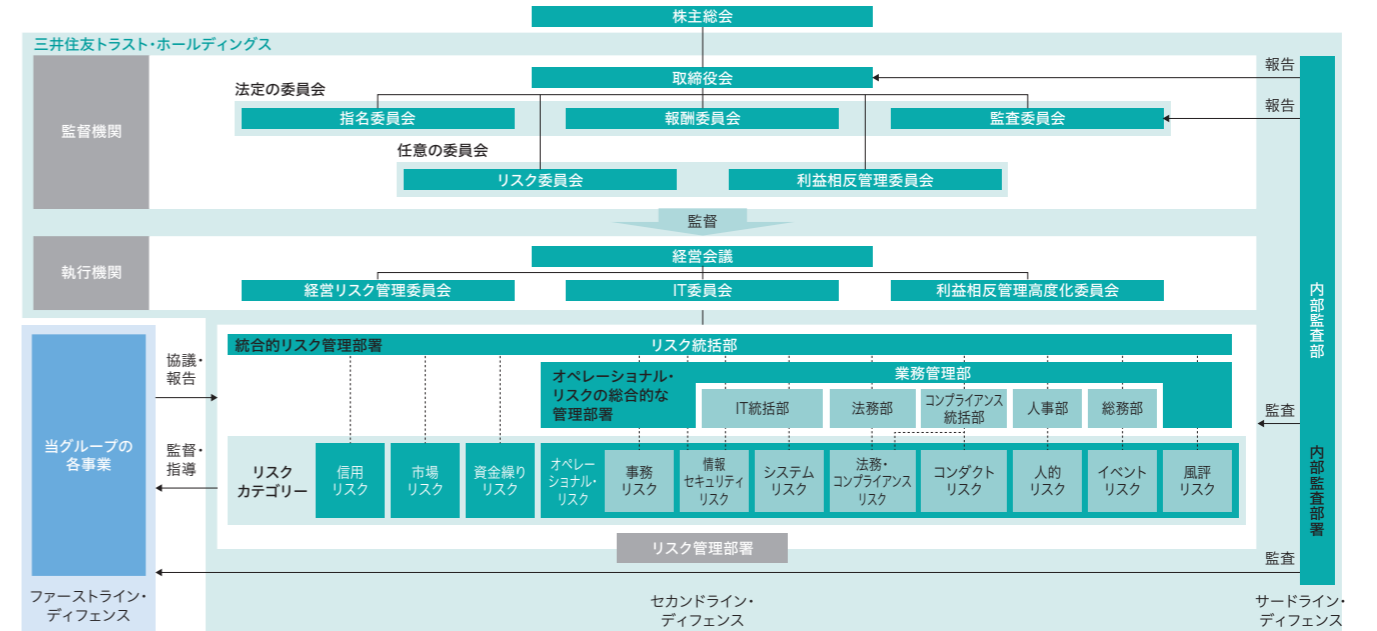 株主総会
三井住友トラスト・ホールディングス
監督機関
取締役会
報告
法定の委員会
指名委員会
報酬委員会
監査委員会
報告
任意の委員会
リスク委員会
利益相反管理委員会
監督
執行機関
経営会議
経営リスク管理委員会
IT委員会
利益相反管理高度化委員会
内部監査部
統合的リスク管理部署
リスク統括部
協議・
報告
オペレーショナル・
リスクの総合的な
管理部署
業務管理部
IT統括部
法務部
コンプライアンス
統括部
人事部
総務部
監査
当グループの
各事業
監督・
指導
リスク
カテゴリー
信用
リスク
市場
リスク
資金繰り
リスク
オペレー
ショナル・
リスク
事務
リスク
情報
セキュリティ
リスク
システム
リスク
法務・
コンプライアンス
リスク
コンダクト
リスク
人的
リスク
イベント
リスク
風評
リスク
内部監査部署
リスク管理部署
監査
ファーストライン・
ディフェンス
セカンドライン・
ディフェンス
サードライン・
ディフェンス